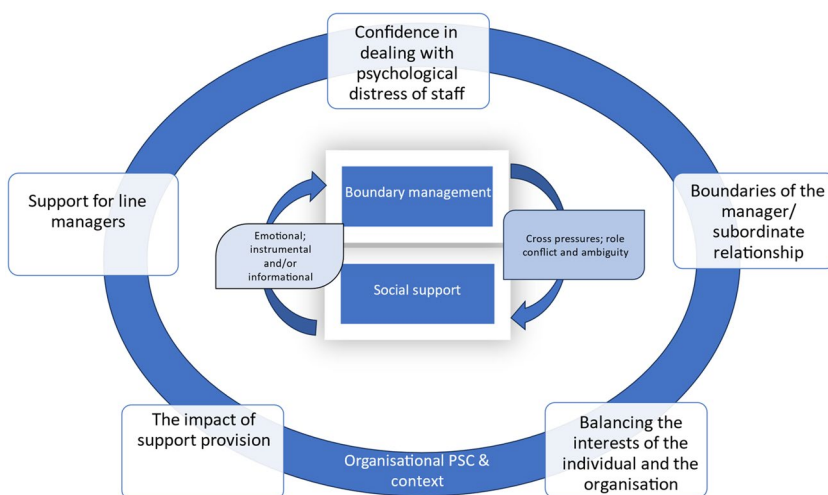 Confidence in
dealing with
psychological
distress of staff
Support for line
managers
Boundary management
Boundaries of the
manager/
subordinate
relationship
Emotional;
instrumental
and/or
informational
Cross pressures; role
conflict and ambiguity
Social support
The impact of
support provision
Organisational PSC &
context
Balancing the
interests of the
individual and the
organisation